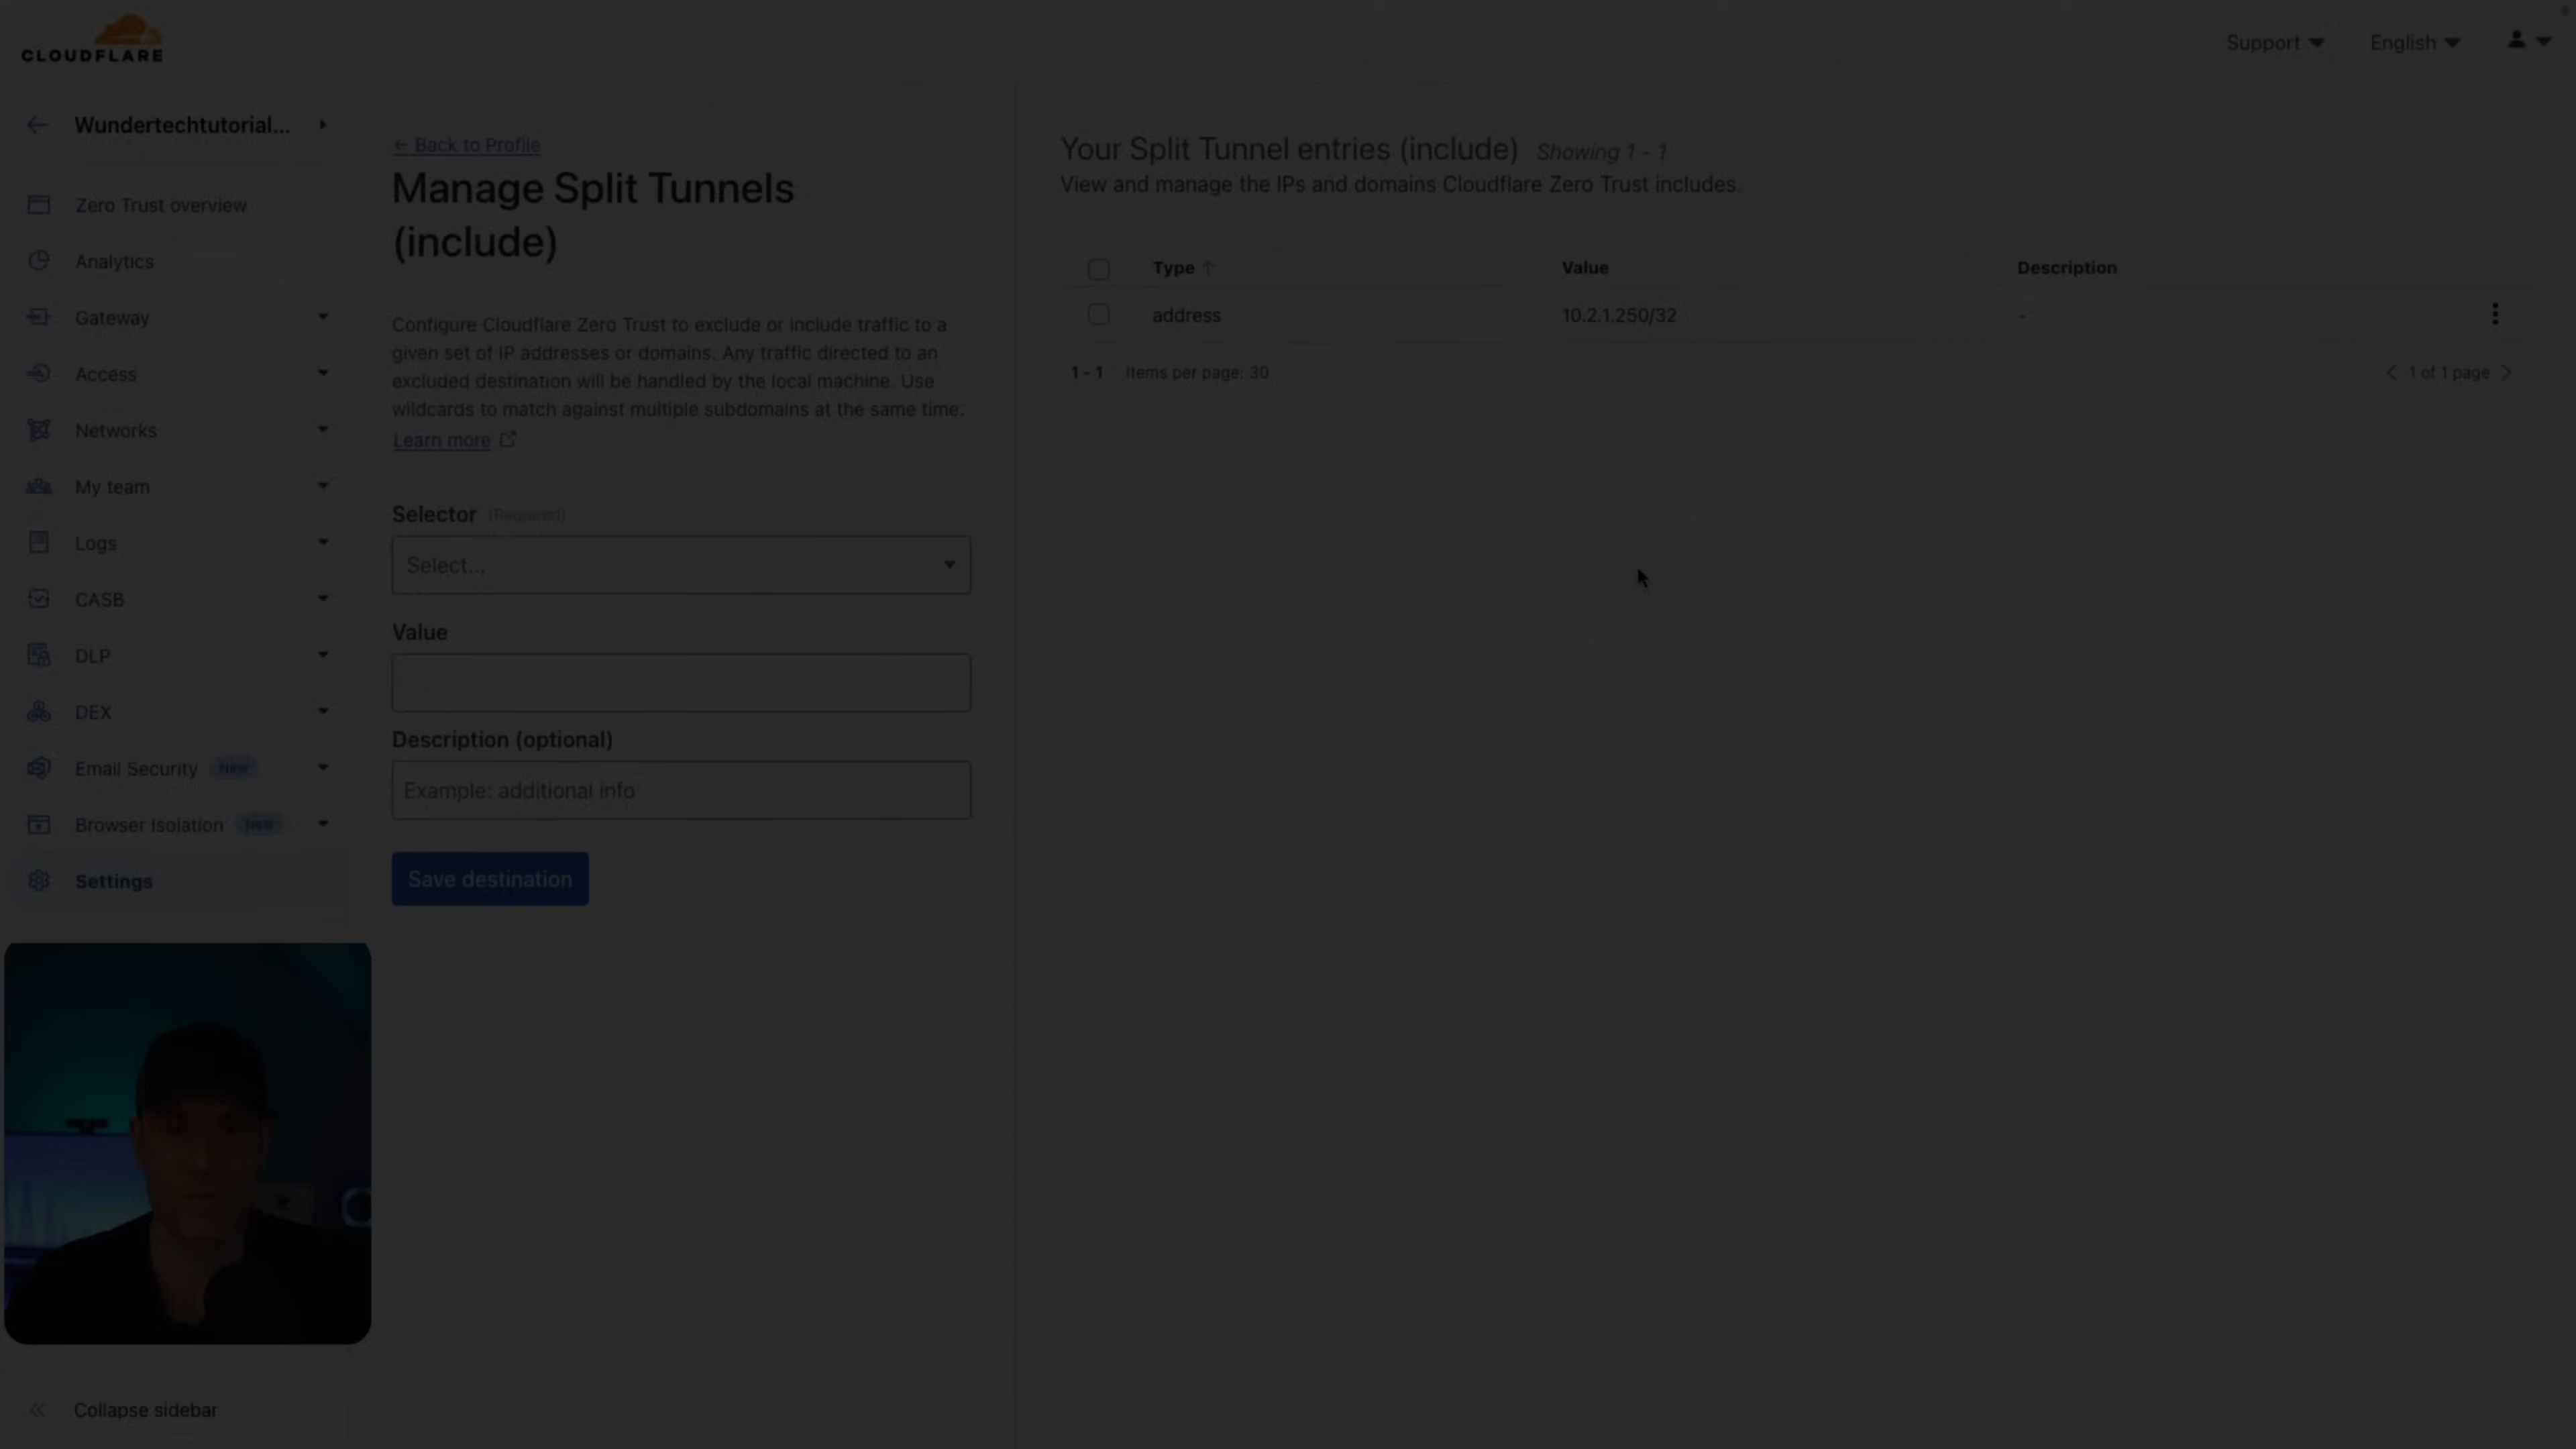 CLOUDFLARE
Support
English
Wundertechtutorial...
Zero Trust overview
Analytics
Gateway
Access
Networks
My team
Logs
CASB
DLP
DEX
Email Security New
Browser Isolation New
Settings
Collapse sidebar
← Back to Profile
Manage Split Tunnels
(include)
Configure Cloudflare Zero Trust to exclude or include traffic to a
given set of IP addresses or domains. Any traffic directed to an
excluded destination will be handled by the local machine. Use
wildcards to match against multiple subdomains at the same time.
Learn more
Selector (Required)
Select...
Value
Description (optional)
Example: additional info
Save destination
Your Split Tunnel entries (include) Showing 1 - 1
View and manage the IPs and domains Cloudflare Zero Trust includes.
Type ↑ Value Description
address 10.2.1.250/32 -
1 - 1 Items per page: 30
1 of 1 page